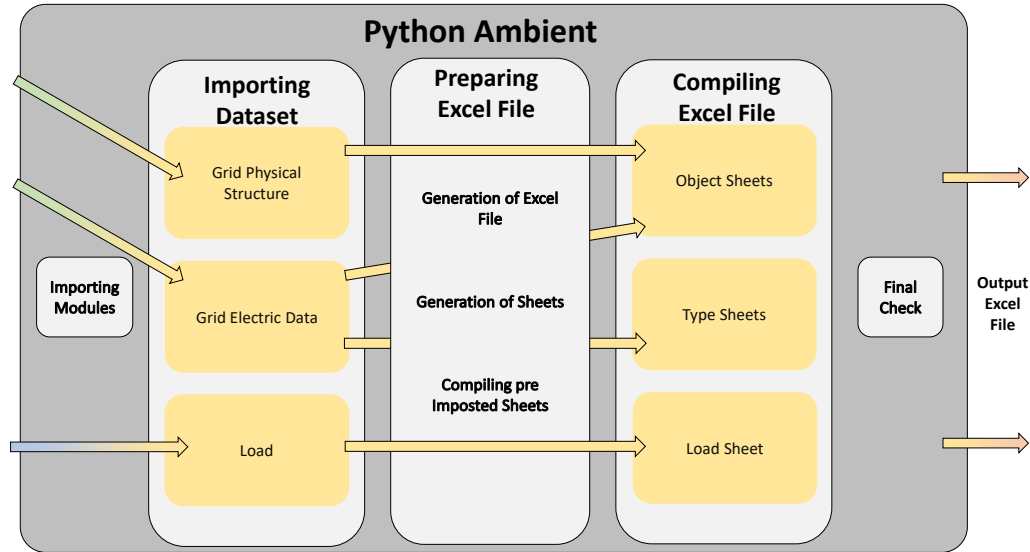 Python Ambient
Importing
Dataset
Preparing
Excel File
Compiling
Excel File
Grid Physical
Structure
Generation of Excel
File
Object Sheets
Importing
Modules
Grid Electric Data
Generation of Sheets
Type Sheets
Final
Check
Output
Excel
File
Compiling pre
Imposted Sheets
Load
Load Sheet